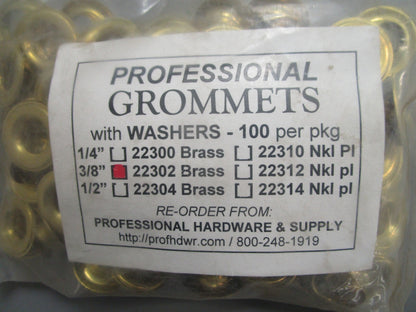 PROFESSIONAL
GROMMETS
with WASHERS - 100 per pkg
1/4" [ ] 22300 Brass [ ] 22310 Nkl Pl
3/8" [ ] 22302 Brass [ ] 22312 Nkl pl
1/2" [ ] 22304 Brass [ ] 22314 Nkl pl
RE-ORDER FROM:
PROFESSIONAL HARDWARE & SUPPLY
http://profhdwr.com / 800-248-1919